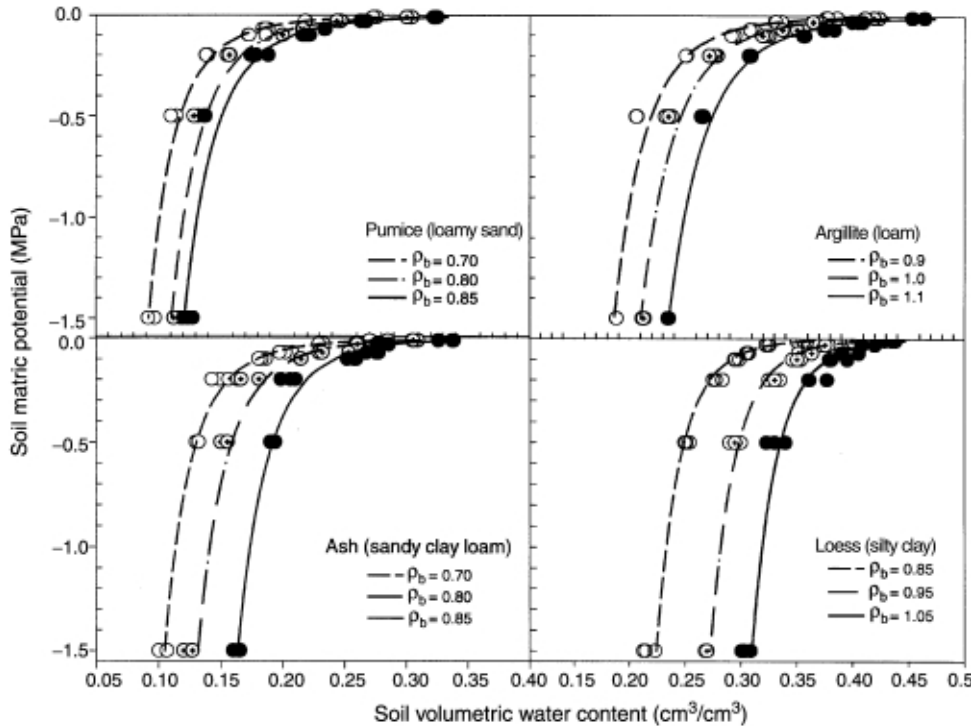 0.0
-0.5
-1.0
-1.5
Pumice (loamy sand)
ρb = 0.70
ρb = 0.80
ρb = 0.85
Argillite (loam)
ρb = 0.9
ρb = 1.0
ρb = 1.1
Soil matric potential (MPa)
0.0
-0.5
-1.0
-1.5
Ash (sandy clay loam)
ρb = 0.70
ρb = 0.80
ρb = 0.85
0.0
Loess (silty clay)
ρb = 0.85
ρb = 0.95
ρb = 1.05
0.05 0.10 0.15 0.20 0.25 0.30 0.35 0.40 0.20 0.25 0.30 0.35 0.40 0.45 0.5
Soil volumetric water content (cm³/cm³)